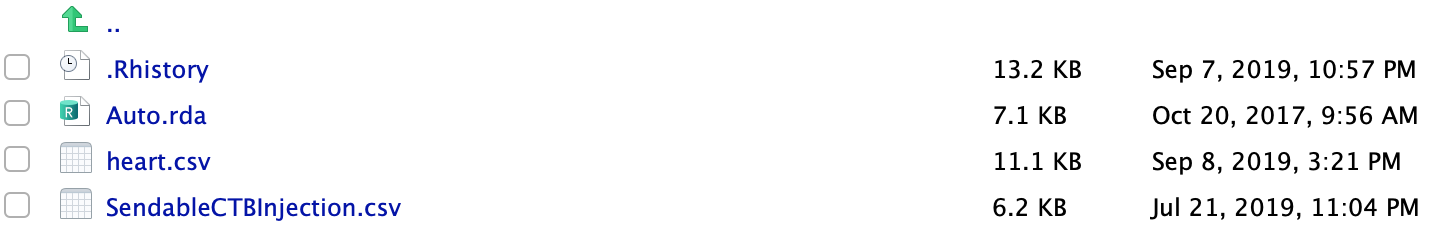 ..
.Rhistory 13.2 KB Sep 7, 2019, 10:57 PM
R Auto.rda 7.1 KB Oct 20, 2017, 9:56 AM
heart.csv 11.1 KB Sep 8, 2019, 3:21 PM
SendableCTBInjection.csv 6.2 KB Jul 21, 2019, 11:04 PM